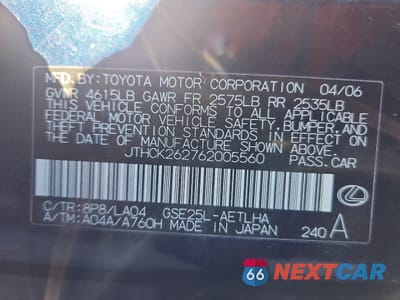 MFD. BY: TOYOTA MOTOR CORPORATION 04/06
GVWR 4615LB GAWR FR 2575LB RR 2535LB
THIS VEHICLE CONFORMS TO ALL APPLICABLE
FEDERAL MOTOR VEHICLE SAFETY, BUMPER, AND
THEFT PREVENTION STANDARDS IN EFFECT ON
THE DATE OF MANUFACTURE SHOWN ABOVE.
JTHCK262762005560 PASS. CAR
C/TR: 8P8/LA04 GSE25L-AETLHA
A/TM: A04A/A760H MADE IN JAPAN 240 A
66 NEXTCAR